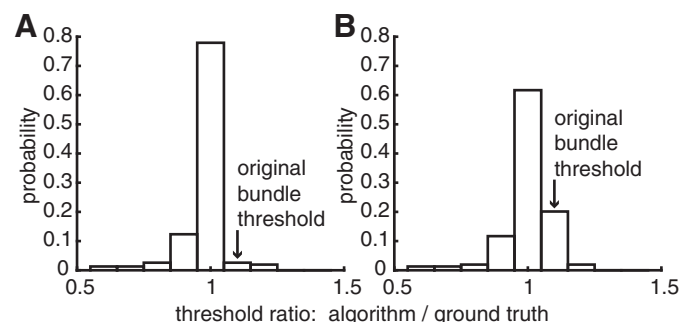 A
B
0.8
0.7
0.6
0.5
0.4
0.3
0.2
0.1
0
probability
original
bundle
threshold
0.5
1
1.5
0.8
0.7
0.6
0.5
0.4
0.3
0.2
0.1
0
probability
original
bundle
threshold
0.5
1
1.5
threshold ratio: algorithm / ground truth